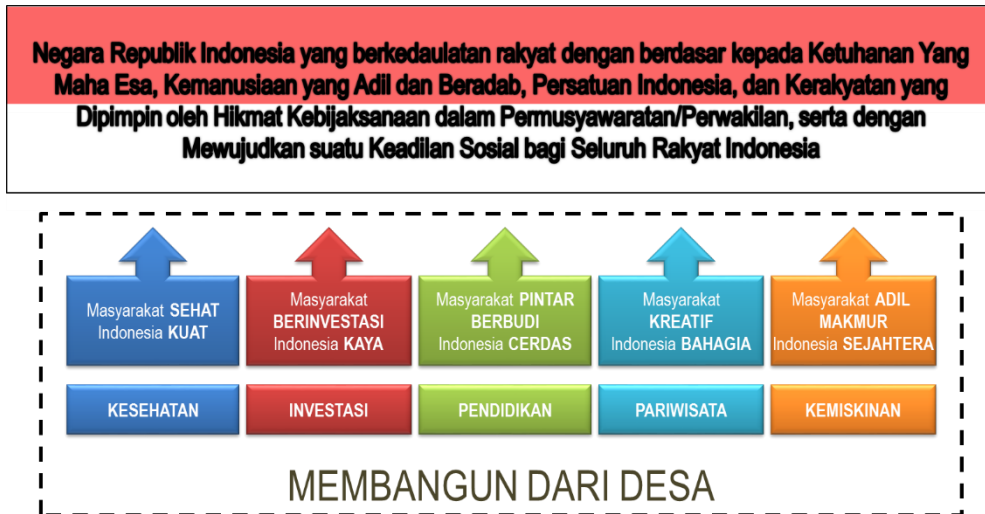 Negara Republik Indonesia yang berkedaulatan rakyat dengan berdasar kepada Ketuhanan Yang
Maha Esa, Kemanusiaan yang Adil dan Beradab, Persatuan Indonesia, dan Kerakyatan yang
Dipimpin oleh Hikmat Kebijaksanaan dalam Permusyawaratan/Perwakilan, serta dengan
Mewujudkan suatu Keadilan Sosial bagi Seluruh Rakyat Indonesia
Masyarakat SEHAT
Indonesia KUAT
Masyarakat
BERINVESTASI
Indonesia KAYA
Masyarakat PINTAR
BERBUDI
Indonesia CERDAS
Masyarakat
KREATIF
Indonesia BAHAGIA
Masyarakat ADIL
MAKMUR
Indonesia SEJAHTERA
KESEHATAN
INVESTASI
PENDIDIKAN
PARIWISATA
KEMISKINAN
MEMBANGUN DARI DESA